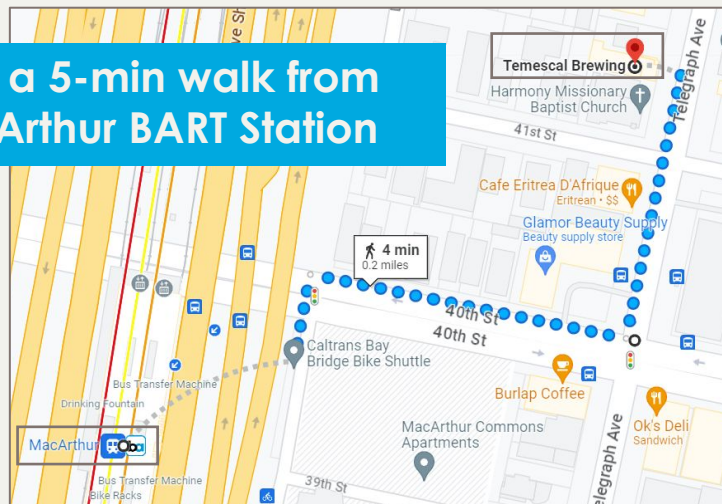 a 5-min walk from
Arthur BART Station
Temescal Brewing
Harmony Missionary
Baptist Church
Telegraph Ave
41st St
Cafe Eritrea D'Afrique
Eritrean • $$
Glamor Beauty Supply
Beauty supply store
4 min
0.2 miles
40th St
40th St
Caltrans Bay
Bridge Bike Shuttle
Bus Transfer Machine
Drinking Fountain
Burlap Coffee
MacArthur
MacArthur Commons
Apartments
Ok's Deli
Sandwich
elegraph Ave
Bus Transfer Machine
Bike Racks
39th St